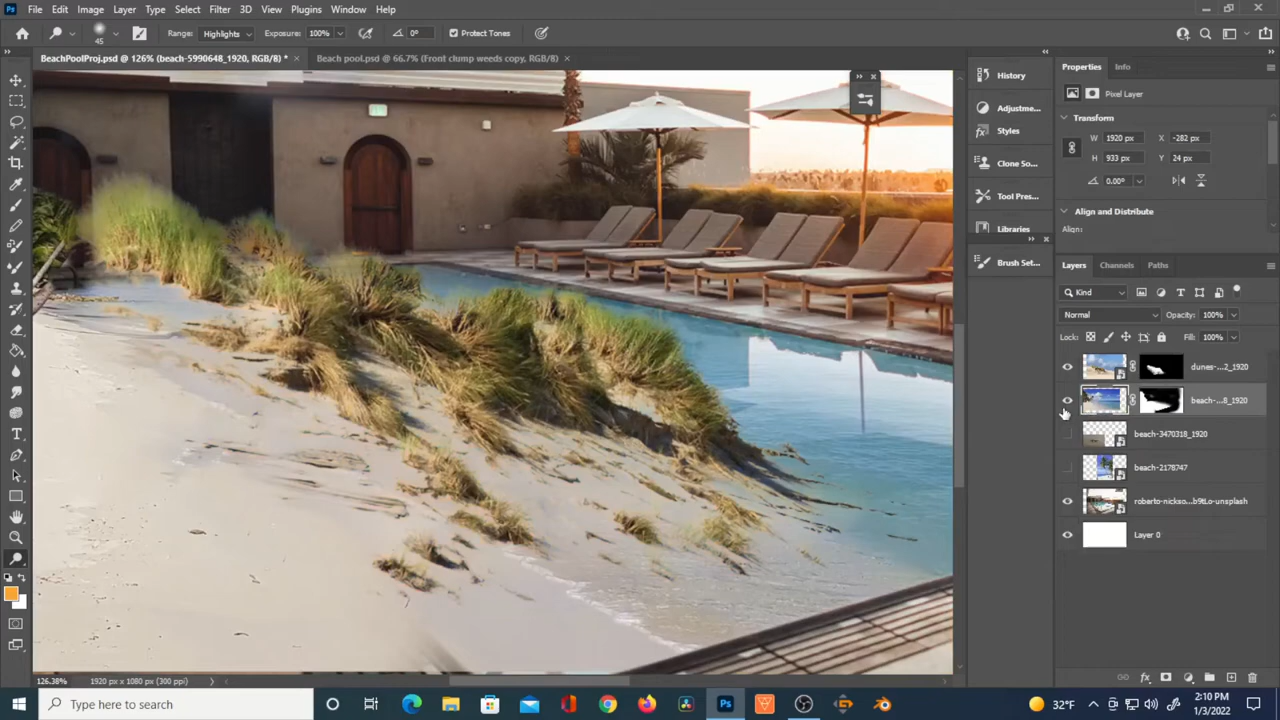 Ps File Edit Image Layer Type Select Filter 3D View Plugins Window Help
45 Range: Highlights Exposure: 100% 0° Protect Tones
BeachPoolProj.psd @ 126% (beach-5990648_1920, RGB/8) * × Beach pool.psd @ 66.7% (Front clump weeds copy, RGB/8) ×
History
Adjustme...
Styles
Clone So...
Tool Pres...
Libraries
Brush Set...
Properties Info
Pixel Layer
Transform
W 1920 px X -282 px
H 933 px Y 24 px
0.00°
Align and Distribute
Align:
Layers Channels Paths
Kind
Normal Opacity: 100%
Lock: Fill: 100%
dunes-...2_1920
beach-...8_1920
beach-3470318_1920
beach-2178747
roberto-nickso...b9tLo-unsplash
Layer 0
126.38% 1920 px x 1080 px (300 ppi)
Type here to search
32°F
2:10 PM
1/3/2022